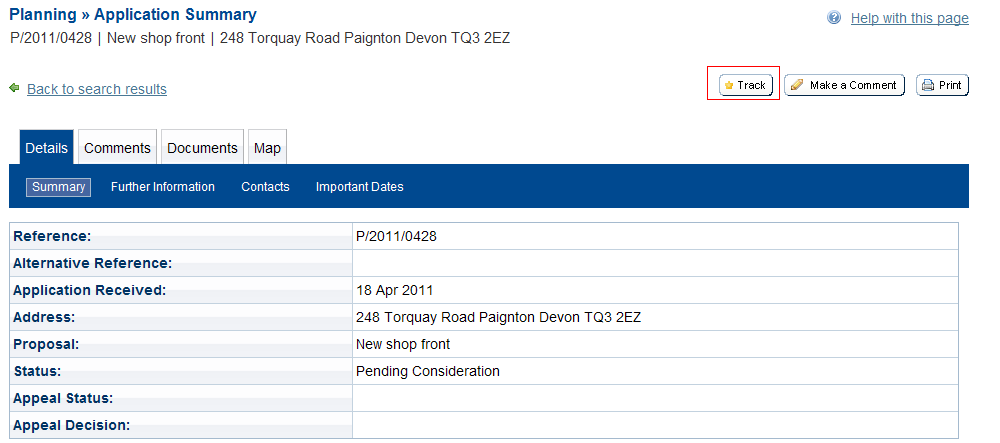 Planning » Application Summary
Help with this page
P/2011/0428 | New shop front | 248 Torquay Road Paignton Devon TQ3 2EZ
Back to search results
Track
Make a Comment
Print
Details Comments Documents Map
Summary Further Information Contacts Important Dates
Reference: P/2011/0428
Alternative Reference:
Application Received: 18 Apr 2011
Address: 248 Torquay Road Paignton Devon TQ3 2EZ
Proposal: New shop front
Status: Pending Consideration
Appeal Status:
Appeal Decision: